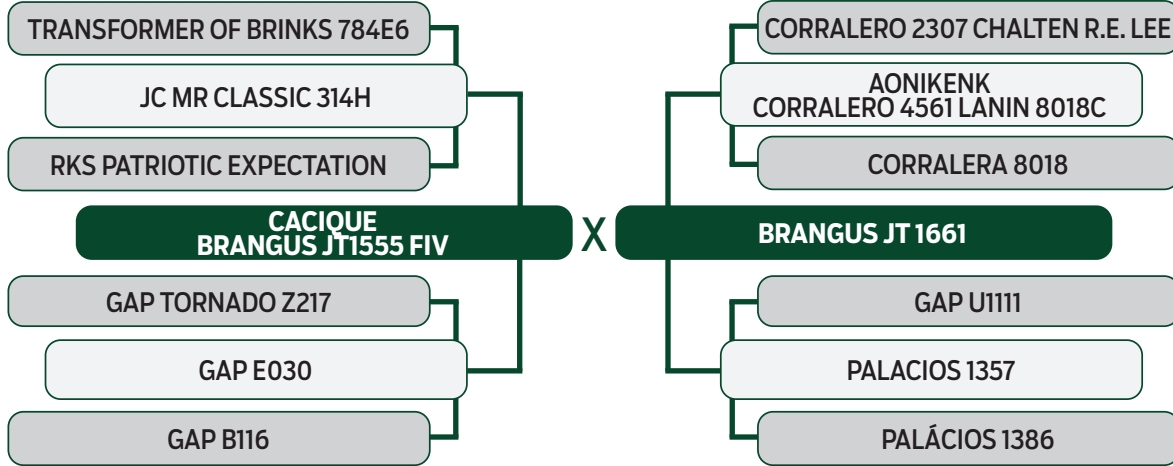 TRANSFORMER OF BRINKS 784E6
JC MR CLASSIC 314H
RKS PATRIOTIC EXPECTATION
CACIQUE
BRANGUS JT1555 FIV
GAP TORNADO Z217
GAP E030
GAP B116
X
CORRALERO 2307 CHALTEN R.E. LEE
AONIKENK
CORRALERO 4561 LANIN 8018C
CORRALERA 8018
BRANGUS JT 1661
GAP U1111
PALACIOS 1357
PALÁCIOS 1386